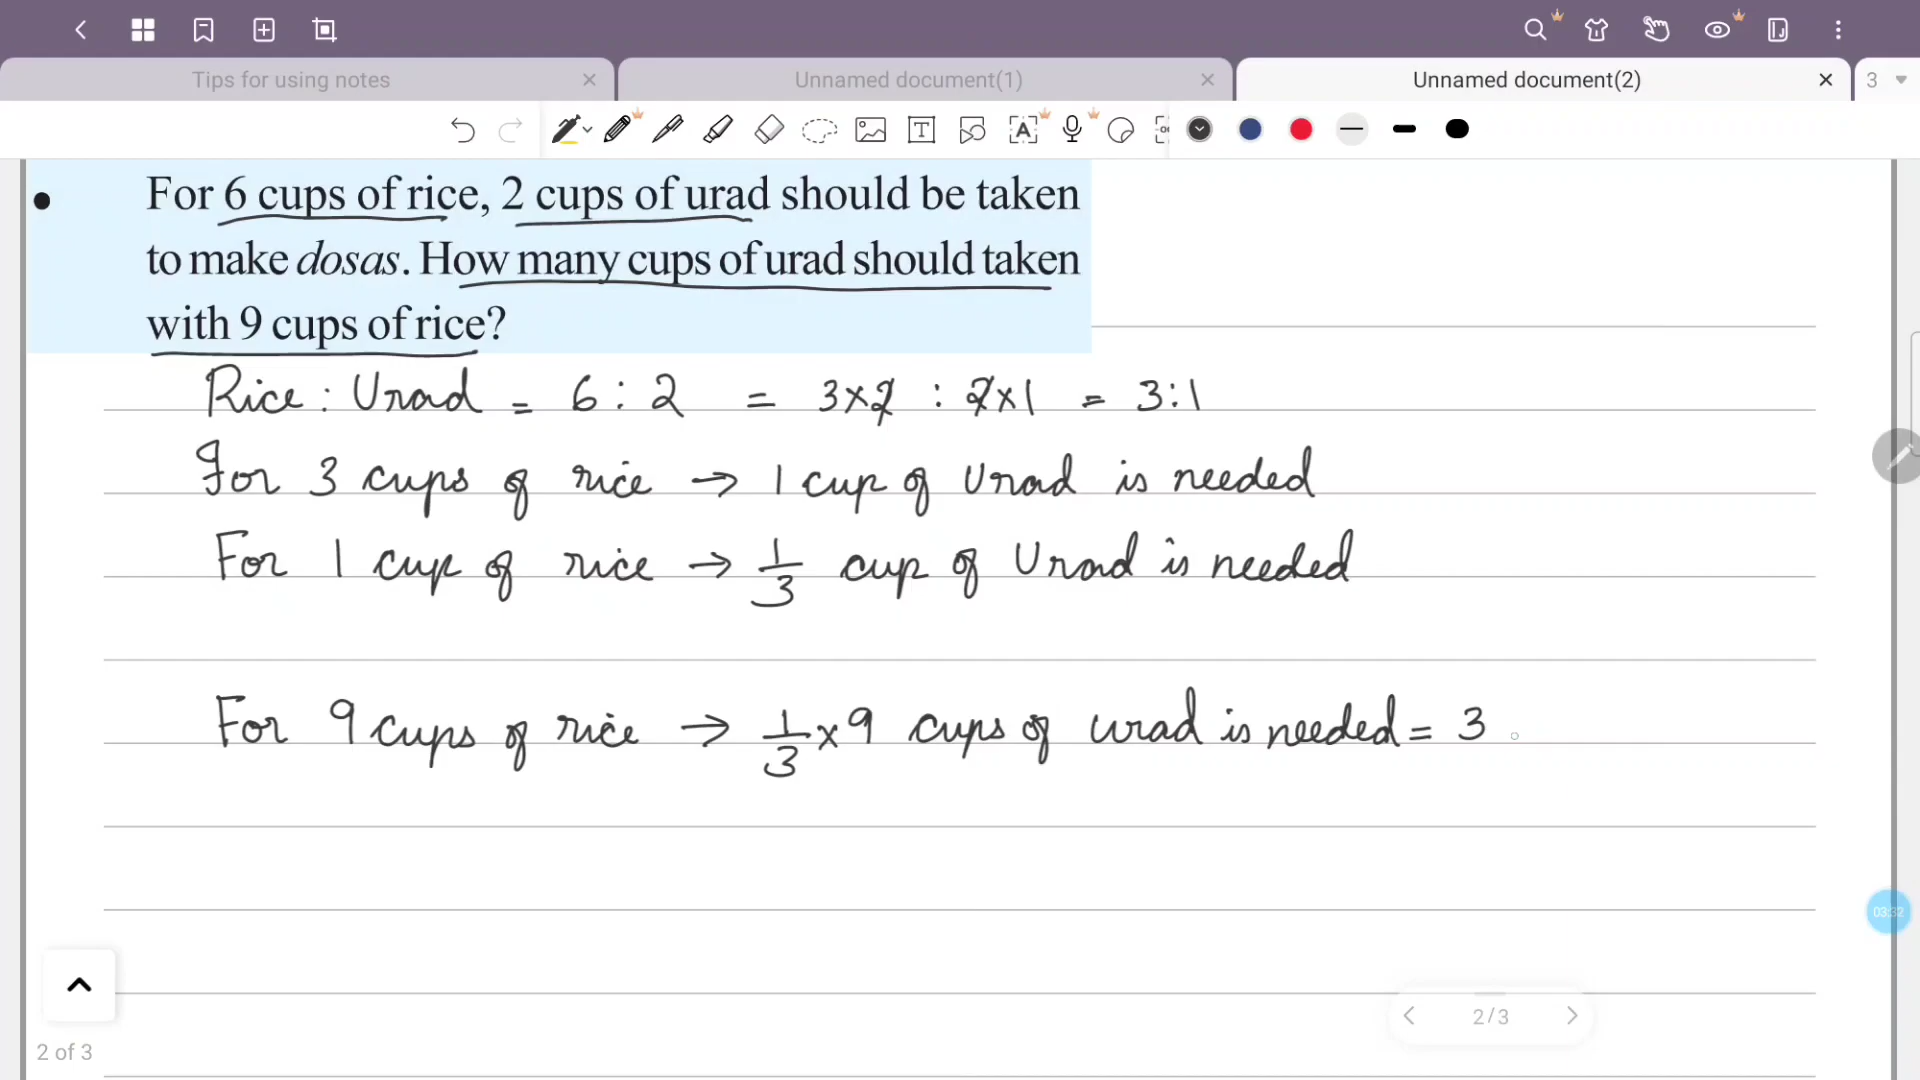 Tips for using notes
Unnamed document(1)
Unnamed document(2)
3
For 6 cups of rice, 2 cups of urad should be taken
to make dosas. How many cups of urad should taken
with 9 cups of rice?
Rice : Urad = 6 : 2 = 3×2 : 2×1 = 3:1
For 3 cups of rice → 1 cup of Urad is needed
For 1 cup of rice → 1/3 cup of Urad is needed
For 9 cups of rice → 1/3 × 9 cups of urad is needed = 3
03:32
2/3
2 of 3